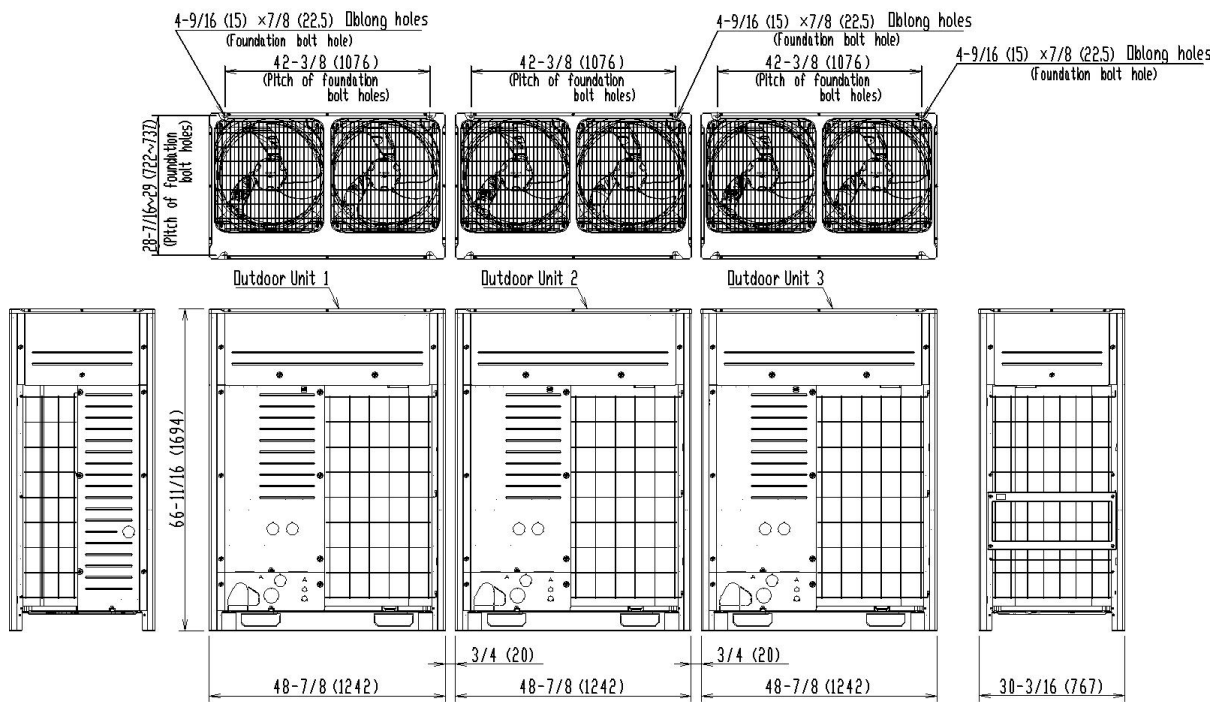 4-9/16 (15) ×7/8 (22.5) Oblong holes
(Foundation bolt hole)
4-9/16 (15) ×7/8 (22.5) Oblong holes
(Foundation bolt hole)
4-9/16 (15) ×7/8 (22.5) Oblong holes
(Foundation bolt hole)
42-3/8 (1076)
(Pitch of foundation
bolt holes)
42-3/8 (1076)
(Pitch of foundation
bolt holes)
42-3/8 (1076)
(Pitch of foundation
bolt holes)
28-7/16~29 (722~737)
(Pitch of foundation
bolt holes)
Outdoor Unit 1
Outdoor Unit 2
Outdoor Unit 3
66-11/16 (1694)
A
A
A
A
A
A
3/4 (20)
3/4 (20)
48-7/8 (1242)
48-7/8 (1242)
48-7/8 (1242)
30-3/16 (767)